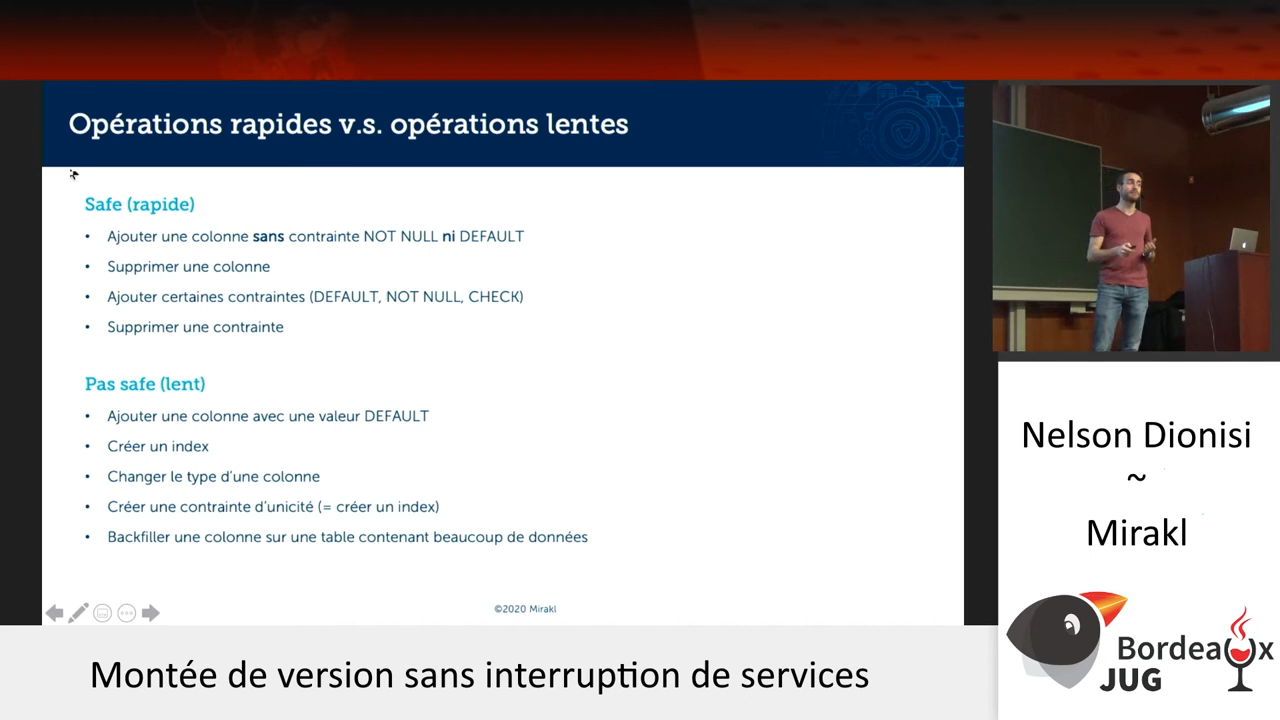 Opérations rapides v.s. opérations lentes
Safe (rapide)
• Ajouter une colonne sans contrainte NOT NULL ni DEFAULT
• Supprimer une colonne
• Ajouter certaines contraintes (DEFAULT, NOT NULL, CHECK)
• Supprimer une contrainte
Pas safe (lent)
• Ajouter une colonne avec une valeur DEFAULT
• Créer un index
• Changer le type d'une colonne
• Créer une contrainte d'unicité (= créer un index)
• Backfiller une colonne sur une table contenant beaucoup de données
©2020 Mirakl
Nelson Dionisi
~
Mirakl
Bordeaux
JUG
Montée de version sans interruption de services